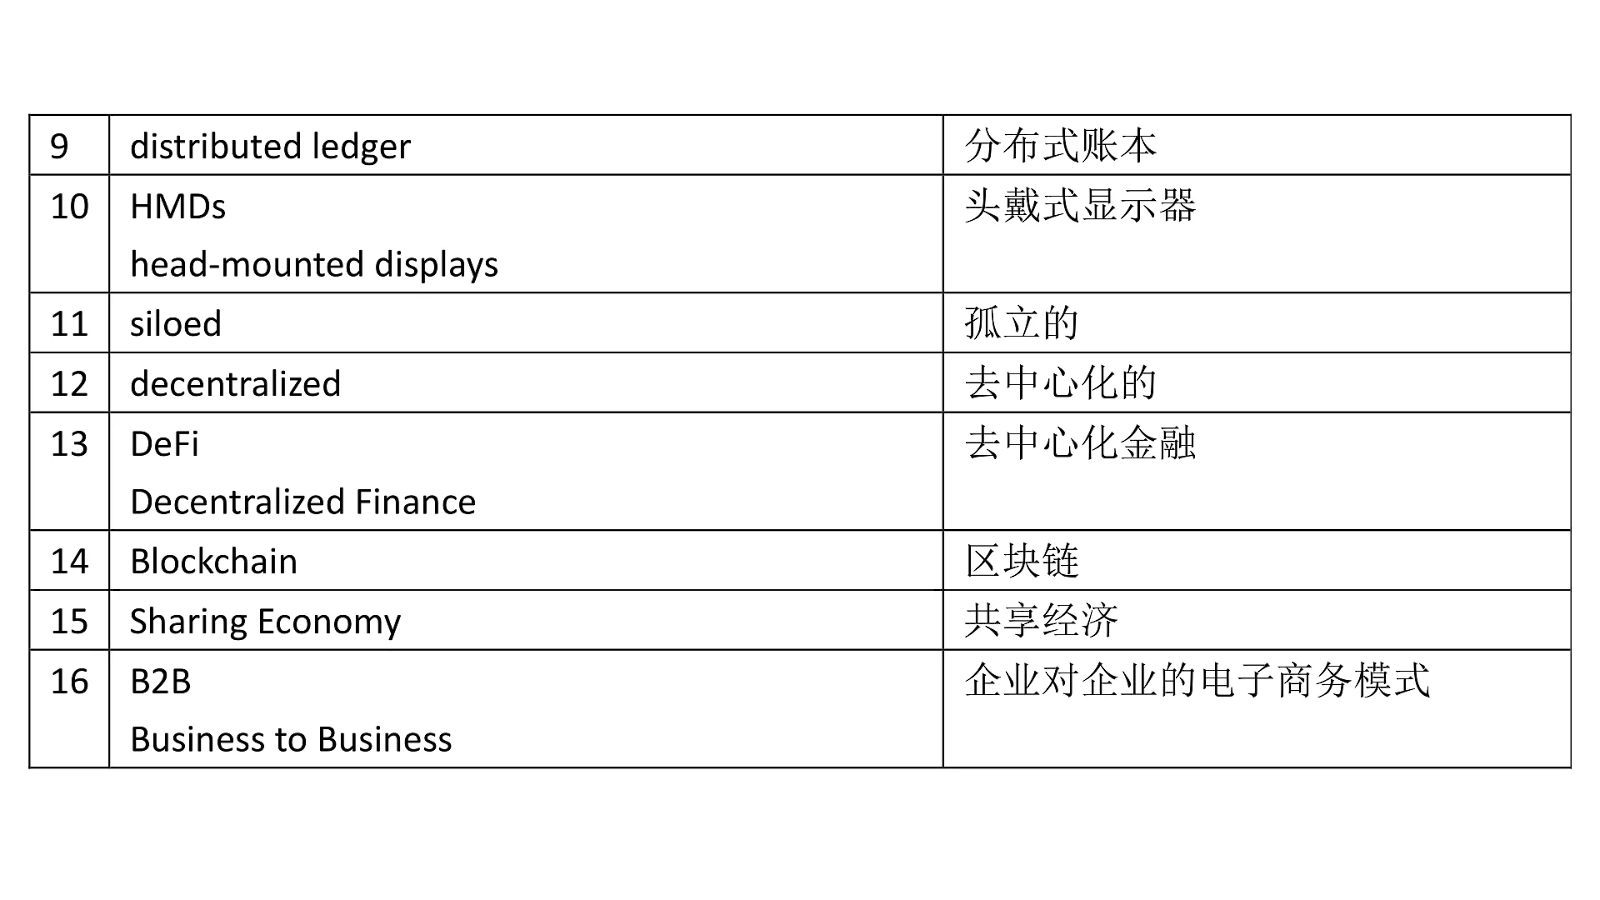 9 distributed ledger 分布式账本
10 HMDs 头戴式显示器
head-mounted displays
11 siloed 孤立的
12 decentralized 去中心化的
13 DeFi 去中心化金融
Decentralized Finance
14 Blockchain 区块链
15 Sharing Economy 共享经济
16 B2B 企业对企业的电子商务模式
Business to Business